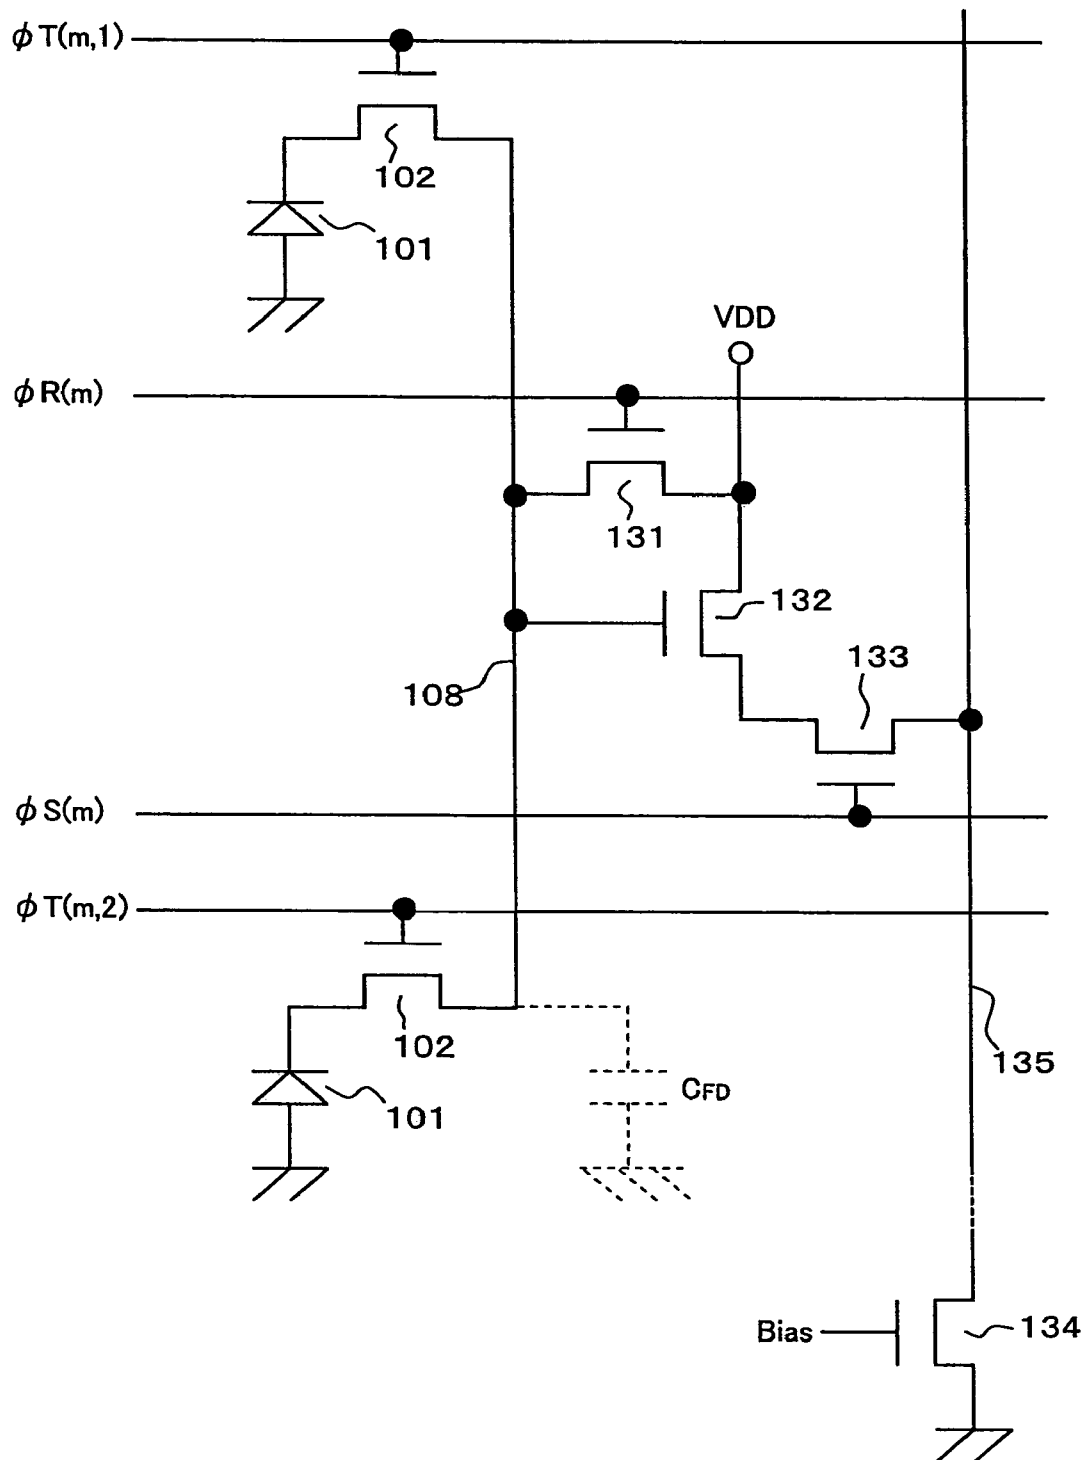 φT(m,1)
102
101
VDD
φR(m)
131
132
133
108
φS(m)
φT(m,2)
102
135
CFD
101
Bias
134